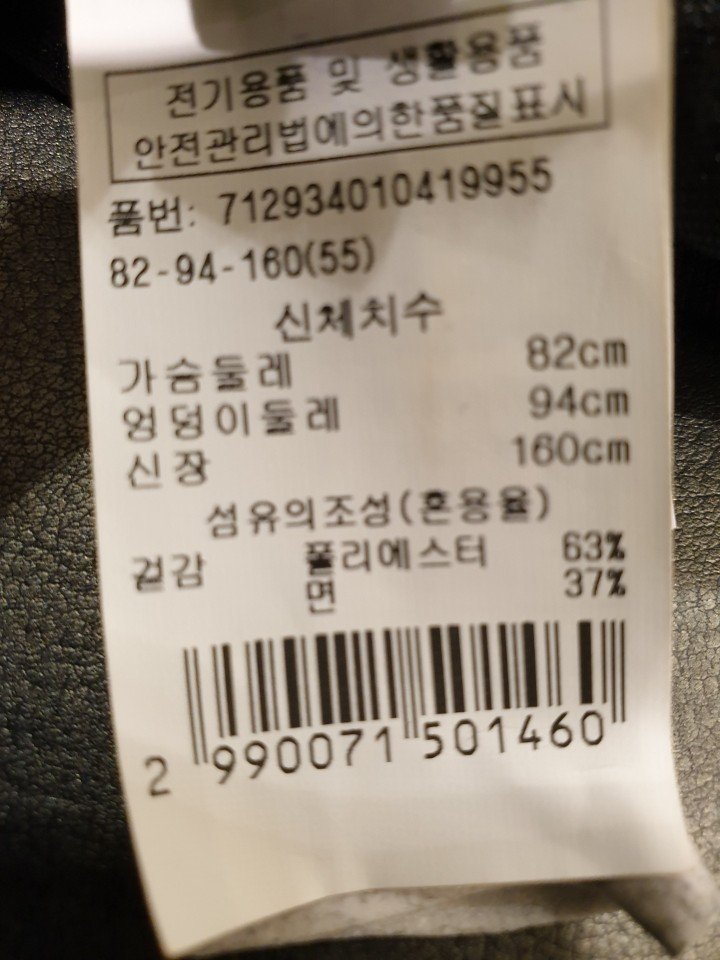 전기용품 및 생활용품
안전관리법에의한품질표시
품번: 712934010419955
82-94-160(55)
신체치수
가슴둘레 82cm
엉덩이둘레 94cm
신장 160cm
섬유의조성(혼용율)
겉감 폴리에스터 63%
면 37%
2 990071 501460